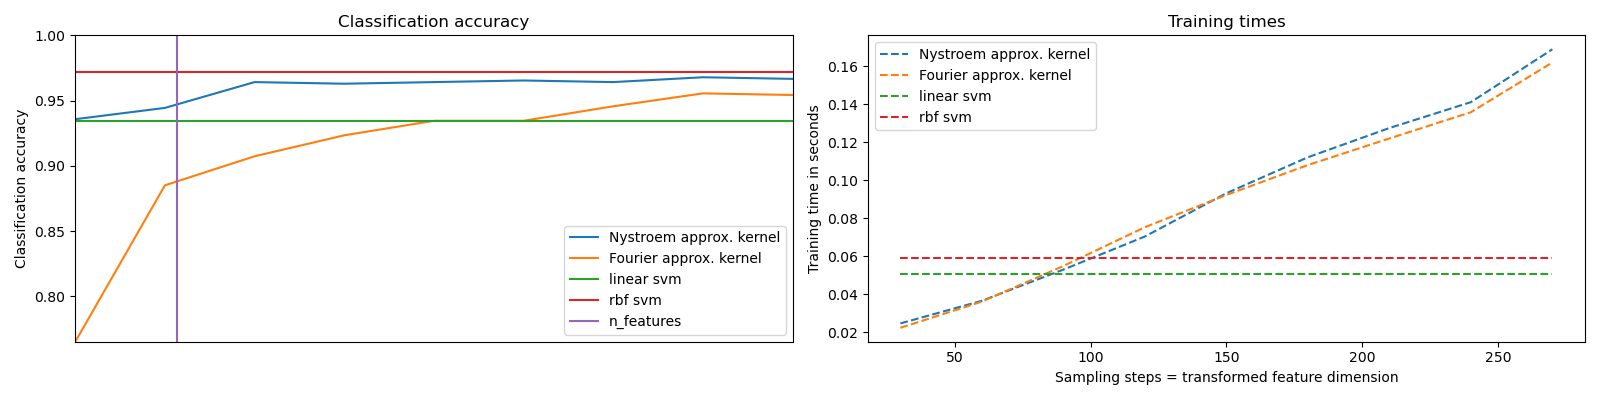 Classification accuracy
Classification accuracy
1.00
0.95
0.90
0.85
0.80
Nystroem approx. kernel
Fourier approx. kernel
linear svm
rbf svm
n_features
Training times
Training time in seconds
0.16
0.14
0.12
0.10
0.08
0.06
0.04
0.02
Nystroem approx. kernel
Fourier approx. kernel
linear svm
rbf svm
50
100
150
200
250
Sampling steps = transformed feature dimension